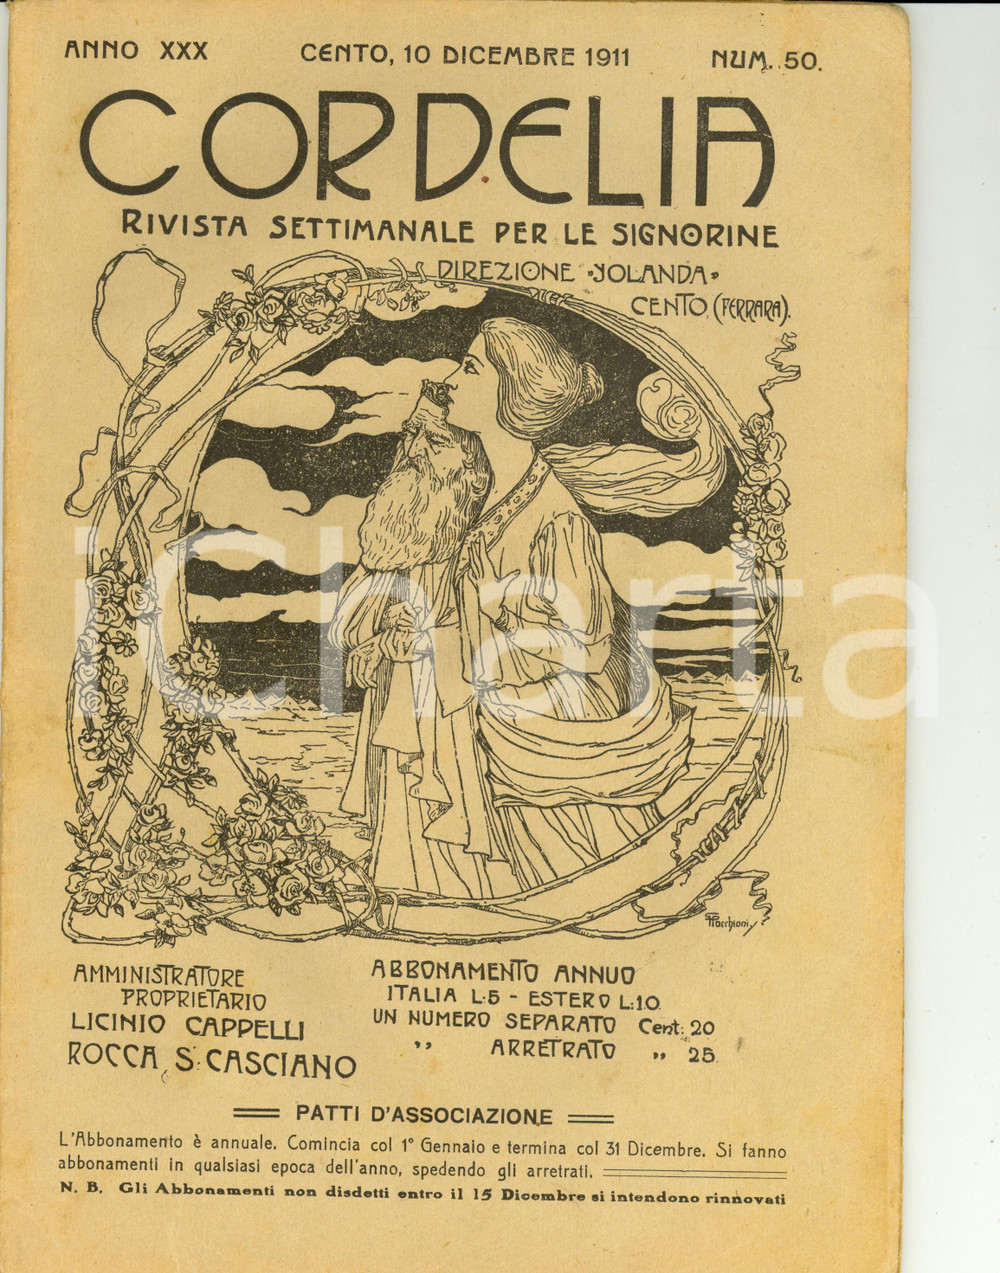 ANNO XXX CENTO, 10 DICEMBRE 1911 NUM. 50.
CORDELIA
RIVISTA SETTIMANALE PER LE SIGNORINE
DIREZIONE "JOLANDA"
CENTO (FERRARA).
iCharta
AMMINISTRATORE
PROPRIETARIO
LICINIO CAPPELLI
ROCCA S. CASCIANO
ABBONAMENTO ANNUO
ITALIA L.5 - ESTERO L.10
UN NUMERO SEPARATO Cent: 20
" ARRETRATO " 25
PATTI D'ASSOCIAZIONE
L'Abbonamento è annuale. Comincia col 1° Gennaio e termina col 31 Dicembre. Si fanno
abbonamenti in qualsiasi epoca dell'anno, spedendo gli arretrati.
N. B. Gli Abbonamenti non disdetti entro il 15 Dicembre si intendono rinnovati